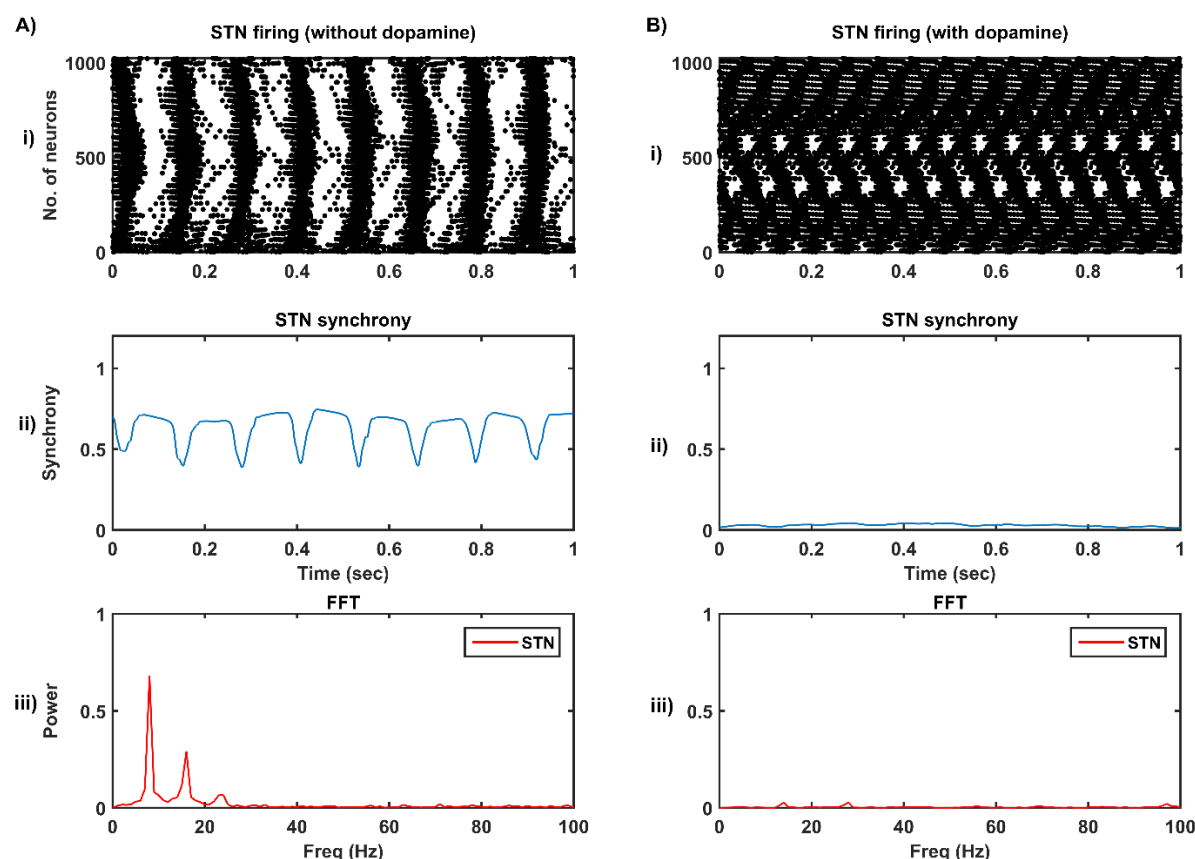 A)
STN firing (without dopamine)
i)
No. of neurons
1000
500
0
0 0.2 0.4 0.6 0.8 1
STN synchrony
ii)
Synchrony
1
0.5
0
0 0.2 0.4 0.6 0.8 1
Time (sec)
FFT
iii)
Power
1
0.5
0
STN
0 20 40 60 80 100
Freq (Hz)
B)
STN firing (with dopamine)
i)
1000
500
0
0 0.2 0.4 0.6 0.8 1
STN synchrony
ii)
1
0.5
0
0 0.2 0.4 0.6 0.8 1
Time (sec)
FFT
iii)
1
0.5
0
STN
0 20 40 60 80 100
Freq (Hz)